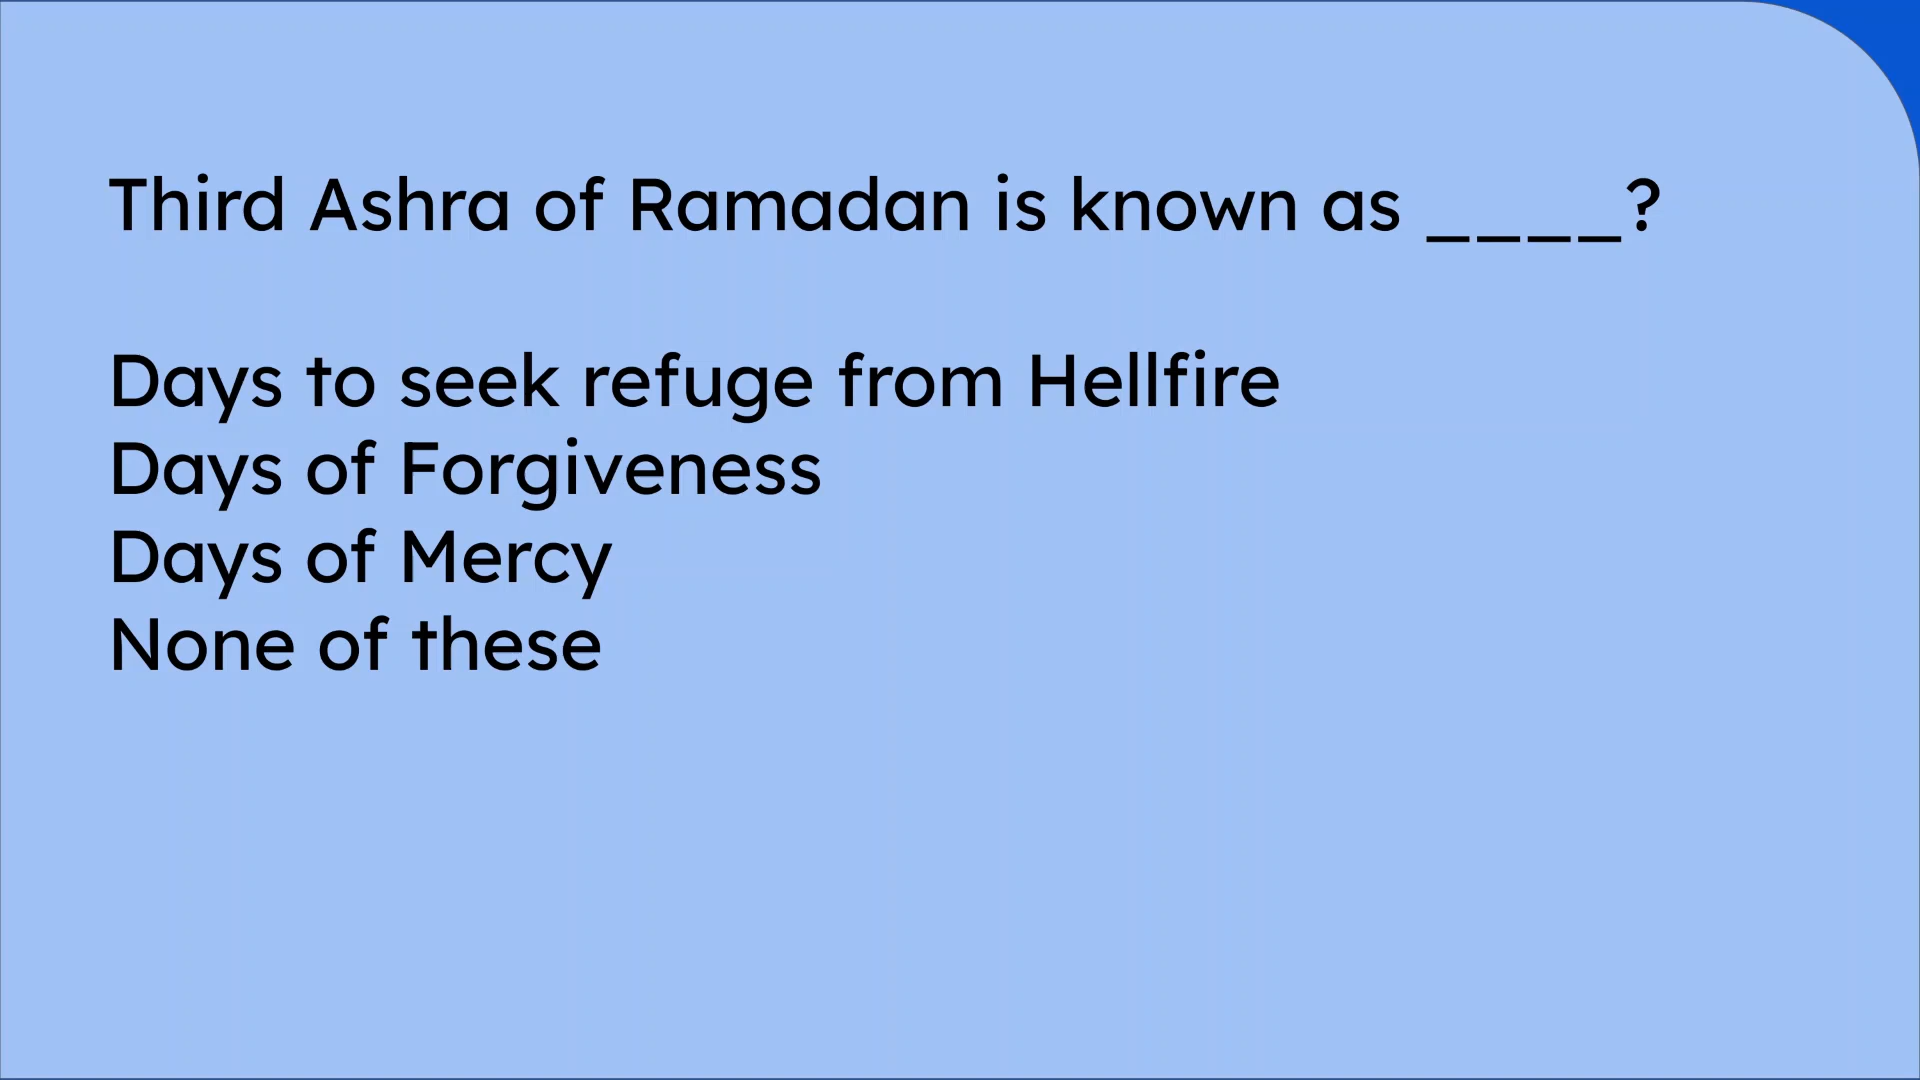 Third Ashra of Ramadan is known as ____?
Days to seek refuge from Hellfire
Days of Forgiveness
Days of Mercy
None of these